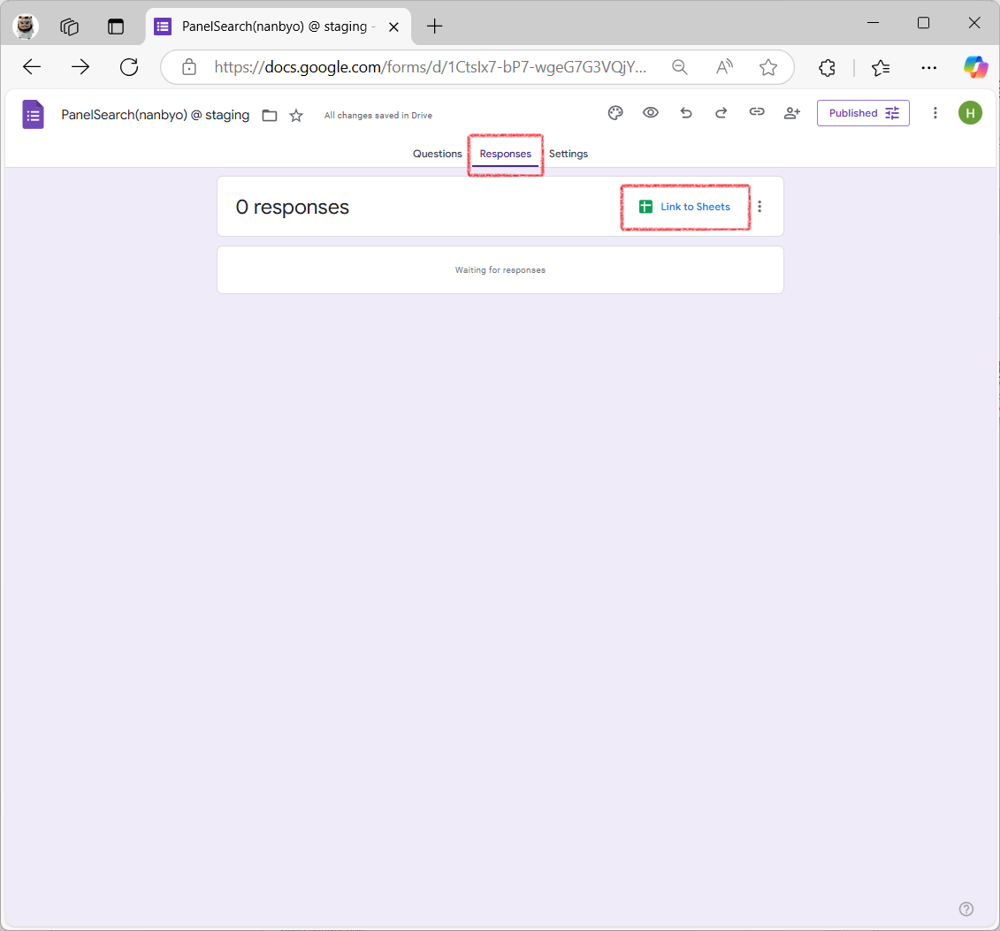 PanelSearch(nanbyo) @ staging -
https://docs.google.com/forms/d/1CtsIx7-bP7-wgeG7G3VQjY...
PanelSearch(nanbyo) @ staging
All changes saved in Drive
Published
H
Questions
Responses
Settings
0 responses
Link to Sheets
Waiting for responses